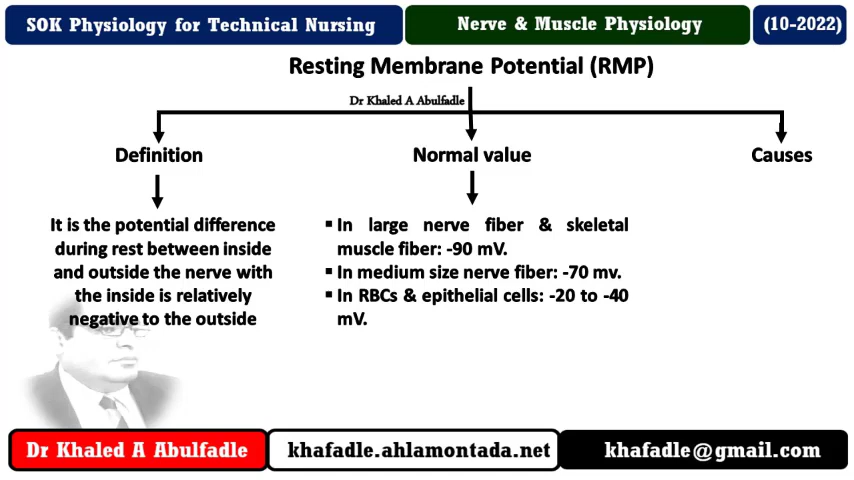 SOK Physiology for Technical Nursing
Nerve & Muscle Physiology
(10-2022)
Resting Membrane Potential (RMP)
Dr Khaled A Abulfadle
Definition
Normal value
Causes
It is the potential difference
during rest between inside
and outside the nerve with
the inside is relatively
negative to the outside
▪ In large nerve fiber & skeletal
muscle fiber: -90 mV.
▪ In medium size nerve fiber: -70 mv.
▪ In RBCs & epithelial cells: -20 to -40
mV.
Dr Khaled A Abulfadle
khafadle.ahlamontada.net
khafadle@gmail.com